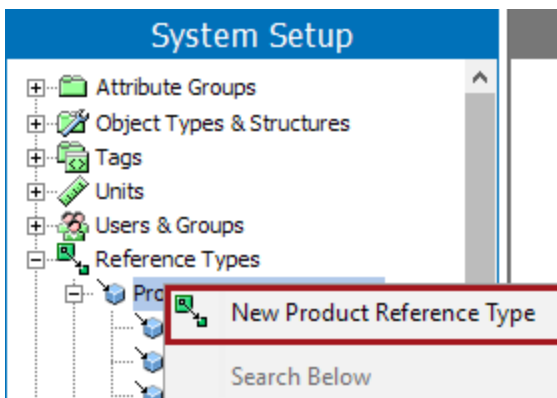 System Setup
Attribute Groups
Object Types & Structures
Tags
Units
Users & Groups
Reference Types
New Product Reference Type
Search Below